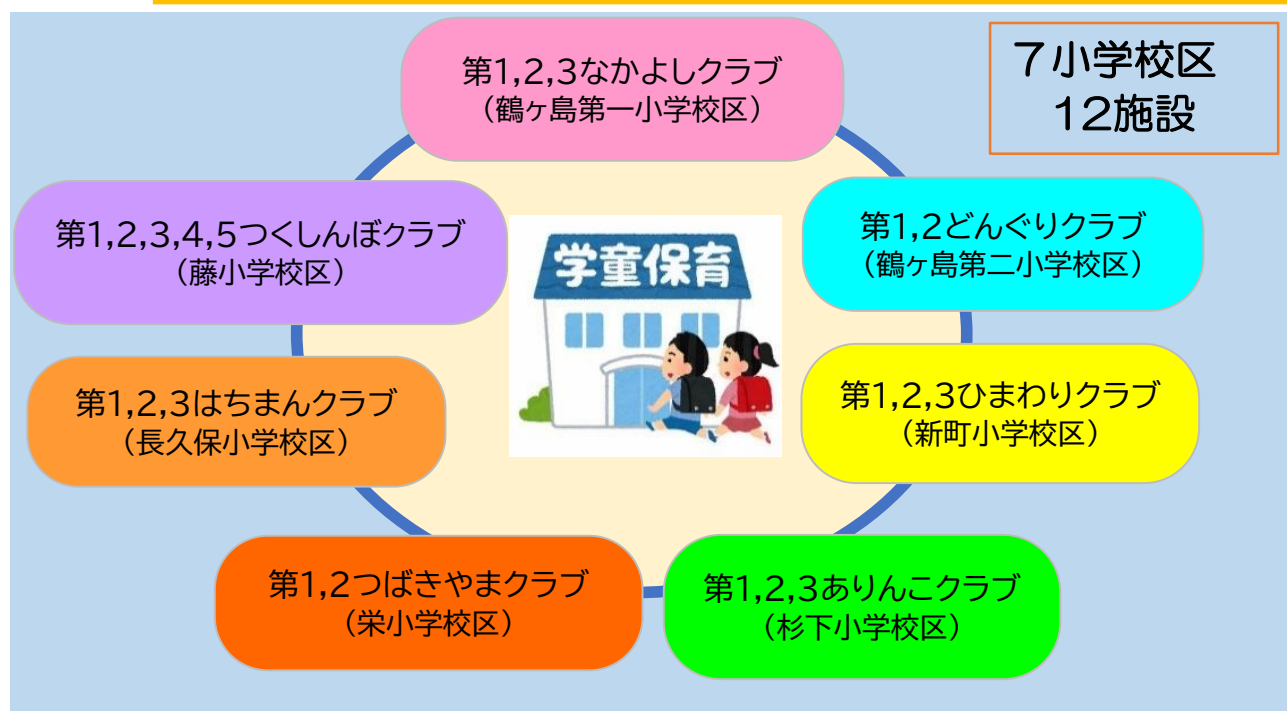 第1,2,3なかよしクラブ
（鶴ヶ島第一小学校区）
７小学校区
１２施設
第1,2,3,4,5つくしんぼクラブ
（藤小学校区）
学童保育
第1,2どんぐりクラブ
（鶴ヶ島第二小学校区）
第1,2,3はちまんクラブ
（長久保小学校区）
第1,2,3ひまわりクラブ
（新町小学校区）
第1,2つばきやまクラブ
（栄小学校区）
第1,2,3ありんこクラブ
（杉下小学校区）